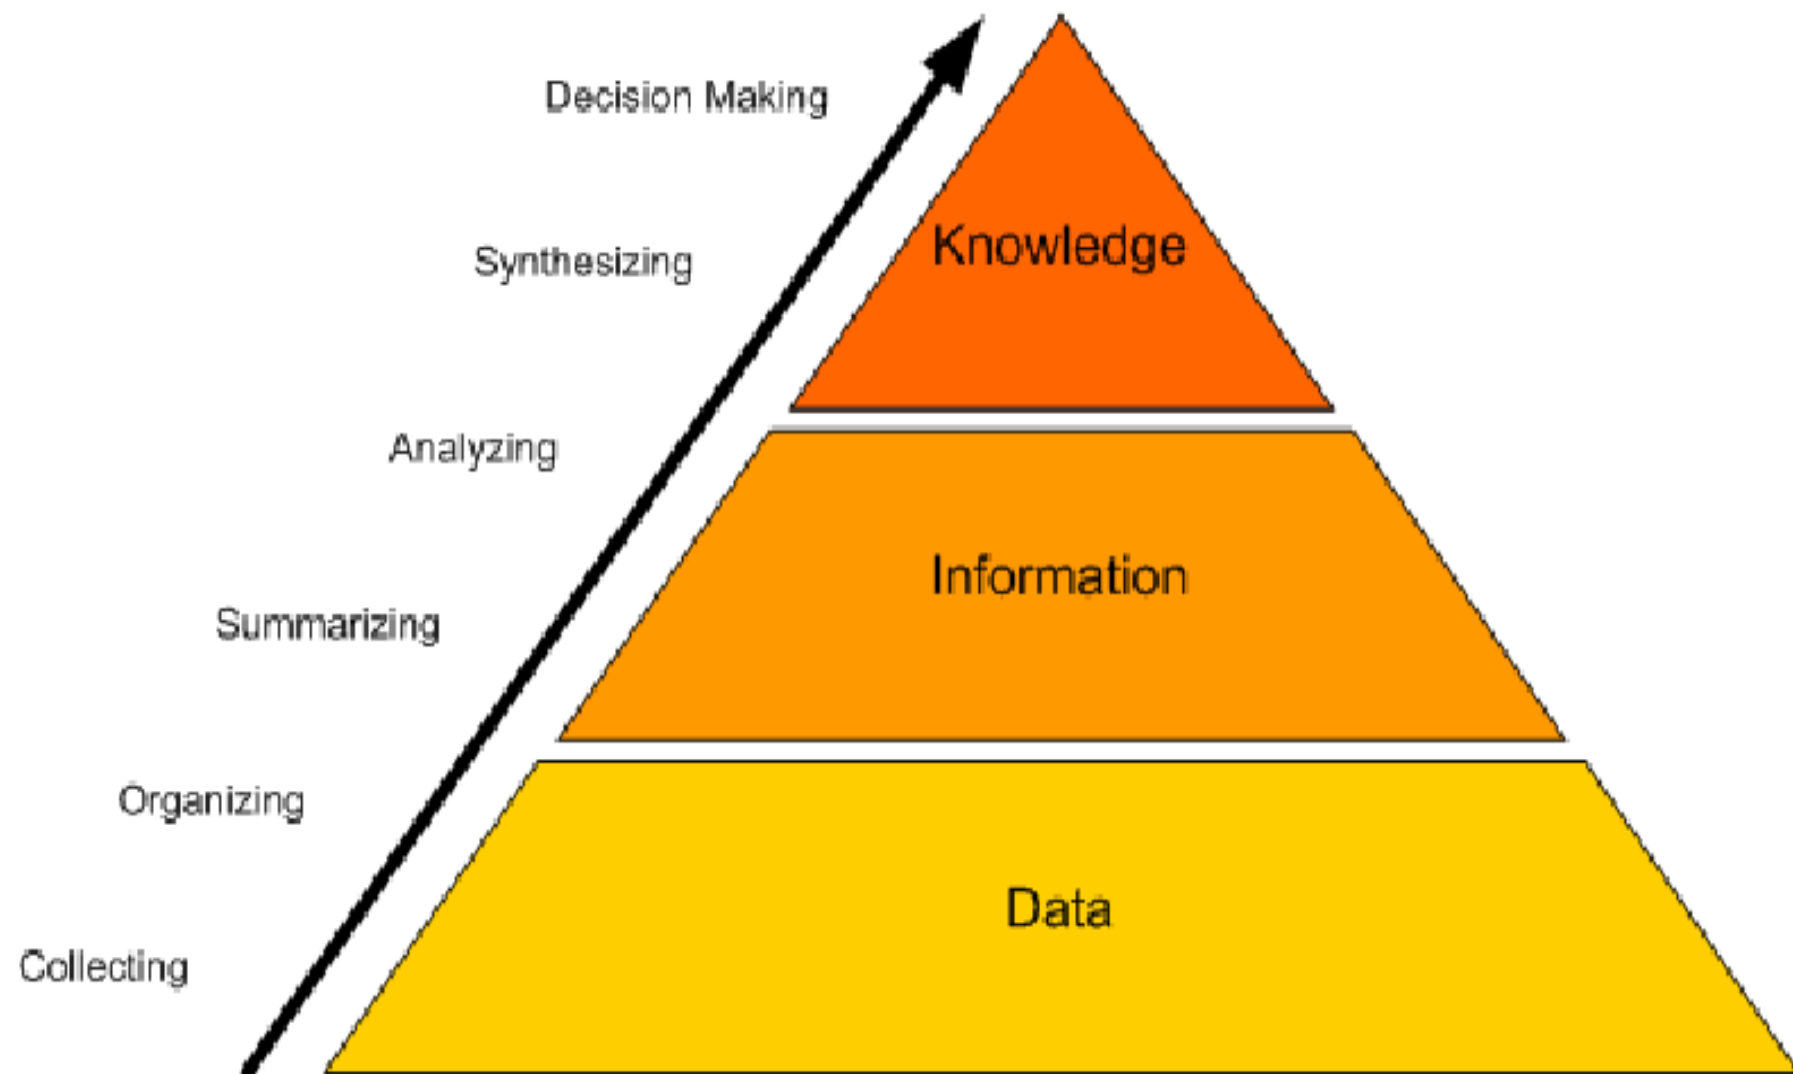 Decision Making
Knowledge
Synthesizing
Analyzing
Information
Summarizing
Organizing
Data
Collecting